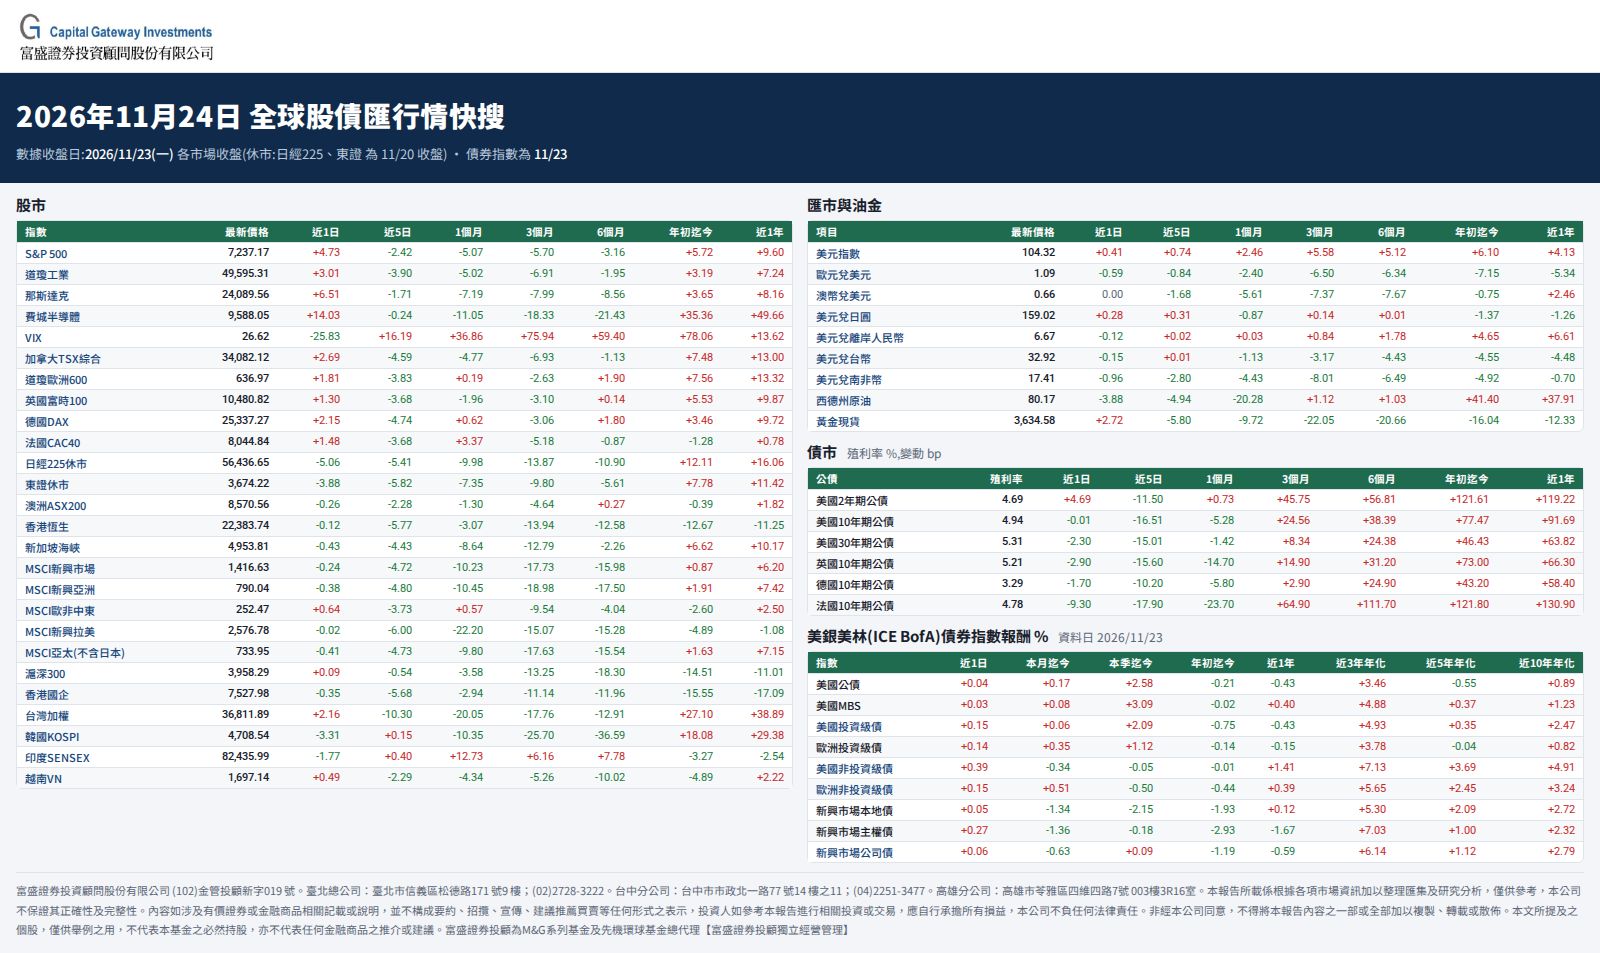 Capital Gateway Investments
富盛證券投資顧問股份有限公司
2026年11月24日 全球股債匯行情快搜
數據收盤日:2026/11/23(一) 各市場收盤(休市:日經225、東證 為 11/20 收盤) · 債券指數為 11/23
股市
指數 最新價格 近1日 近5日 1個月 3個月 6個月 年初迄今 近1年
S&P 500 7,237.17 +4.73 -2.42 -5.07 -5.70 -3.16 +5.72 +9.60
道瓊工業 49,595.31 +3.01 -3.90 -5.02 -6.91 -1.95 +3.19 +7.24
那斯達克 24,089.56 +6.51 -1.71 -7.19 -7.99 -8.56 +3.65 +8.16
費城半導體 9,588.05 +14.03 -0.24 -11.05 -18.33 -21.43 +35.36 +49.66
VIX 26.62 -25.83 +16.19 +36.86 +75.94 +59.40 +78.06 +13.62
加拿大TSX綜合 34,082.12 +2.69 -4.59 -4.77 -6.93 -1.13 +7.48 +13.00
道瓊歐洲600 636.97 +1.81 -3.83 +0.19 -2.63 +1.90 +7.56 +13.32
英國富時100 10,480.82 +1.30 -3.68 -1.96 -3.10 +0.14 +5.53 +9.87
德國DAX 25,337.27 +2.15 -4.74 +0.62 -3.06 +1.80 +3.46 +9.72
法國CAC40 8,044.84 +1.48 -3.68 +3.37 -5.18 -0.87 -1.28 +0.78
日經225休市 56,436.65 -5.06 -5.41 -9.98 -13.87 -10.90 +12.11 +16.06
東證休市 3,674.22 -3.88 -5.82 -7.35 -9.80 -5.61 +7.78 +11.42
澳洲ASX200 8,570.56 -0.26 -2.28 -1.30 -4.64 +0.27 -0.39 +1.82
香港恆生 22,383.74 -0.12 -5.77 -3.07 -13.94 -12.58 -12.67 -11.25
新加坡海峽 4,953.81 -0.43 -4.43 -8.64 -12.79 -2.26 +6.62 +10.17
MSCI新興市場 1,416.63 -0.24 -4.72 -10.23 -17.73 -15.98 +0.87 +6.20
MSCI新興亞洲 790.04 -0.38 -4.80 -10.45 -18.98 -17.50 +1.91 +7.42
MSCI歐非中東 252.47 +0.64 -3.73 +0.57 -9.54 -4.04 -2.60 +2.50
MSCI新興拉美 2,576.78 -0.02 -6.00 -22.20 -15.07 -15.28 -4.89 -1.08
MSCI亞太(不含日本) 733.95 -0.41 -4.73 -9.80 -17.63 -15.54 +1.63 +7.15
滬深300 3,958.29 +0.09 -0.54 -3.58 -13.25 -18.30 -14.51 -11.01
香港國企 7,527.98 -0.35 -5.68 -2.94 -11.14 -11.96 -15.55 -17.09
台灣加權 36,811.89 +2.16 -10.30 -20.05 -17.76 -12.91 +27.10 +38.89
韓國KOSPI 4,708.54 -3.31 +0.15 -10.35 -25.70 -36.59 +18.08 +29.38
印度SENSEX 82,435.99 -1.77 +0.40 +12.73 +6.16 +7.78 -3.27 -2.54
越南VN 1,697.14 +0.49 -2.29 -4.34 -5.26 -10.02 -4.89 +2.22
匯市與油金
項目 最新價格 近1日 近5日 1個月 3個月 6個月 年初迄今 近1年
美元指數 104.32 +0.41 +0.74 +2.46 +5.58 +5.12 +6.10 +4.13
歐元兌美元 1.09 -0.59 -0.84 -2.40 -6.50 -6.34 -7.15 -5.34
澳幣兌美元 0.66 0.00 -1.68 -5.61 -7.37 -7.67 -0.75 +2.46
美元兌日圓 159.02 +0.28 +0.31 -0.87 +0.14 +0.01 -1.37 -1.26
美元兌離岸人民幣 6.67 -0.12 +0.02 +0.03 +0.84 +1.78 +4.65 +6.61
美元兌台幣 32.92 -0.15 +0.01 -1.13 -3.17 -4.43 -4.55 -4.48
美元兌南非幣 17.41 -0.96 -2.80 -4.43 -8.01 -6.49 -4.92 -0.70
西德州原油 80.17 -3.88 -4.94 -20.28 +1.12 +1.03 +41.40 +37.91
黃金現貨 3,634.58 +2.72 -5.80 -9.72 -22.05 -20.66 -16.04 -12.33
債市 殖利率 %,變動 bp
公債 殖利率 近1日 近5日 1個月 3個月 6個月 年初迄今 近1年
美國2年期公債 4.69 +4.69 -11.50 +0.73 +45.75 +56.81 +121.61 +119.22
美國10年期公債 4.94 -0.01 -16.51 -5.28 +24.56 +38.39 +77.47 +91.69
美國30年期公債 5.31 -2.30 -15.01 -1.42 +8.34 +24.38 +46.43 +63.82
英國10年期公債 5.21 -2.90 -15.60 -14.70 +14.90 +31.20 +73.00 +66.30
德國10年期公債 3.29 -1.70 -10.20 -5.80 +2.90 +24.90 +43.20 +58.40
法國10年期公債 4.78 -9.30 -17.90 -23.70 +64.90 +111.70 +121.80 +130.90
美銀美林(ICE BofA)債券指數報酬 % 資料日 2026/11/23
指數 近1日 本月迄今 本季迄今 年初迄今 近1年 近3年年化 近5年年化 近10年年化
美國公債 +0.04 +0.17 +2.58 -0.21 -0.43 +3.46 -0.55 +0.89
美國MBS +0.03 +0.08 +3.09 -0.02 +0.40 +4.88 +0.37 +1.23
美國投資級債 +0.15 +0.06 +2.09 -0.75 -0.43 +4.93 +0.35 +2.47
歐洲投資級債 +0.14 +0.35 +1.12 -0.14 -0.15 +3.78 -0.04 +0.82
美國非投資級債 +0.39 -0.34 -0.05 -0.01 +1.41 +7.13 +3.69 +4.91
歐洲非投資級債 +0.15 +0.51 -0.50 -0.44 +0.39 +5.65 +2.45 +3.24
新興市場本地債 +0.05 -1.34 -2.15 -1.93 +0.12 +5.30 +2.09 +2.72
新興市場主權債 +0.27 -1.36 -0.18 -2.93 -1.67 +7.03 +1.00 +2.32
新興市場公司債 +0.06 -0.63 +0.09 -1.19 -0.59 +6.14 +1.12 +2.79
富盛證券投資顧問股份有限公司 (102)金管投顧新字019 號。臺北總公司：臺北市信義區松德路171 號9 樓；(02)2728-3222。台中分公司：台中市市政北一路77 號14 樓之11；(04)2251-3477。高雄分公司：高雄市苓雅區四維四路7號 003樓3R16室。本報告所載係根據各項市場資訊加以整理匯集及研究分析，僅供參考，本公司
不保證其正確性及完整性。內容如涉及有價證券或金融商品相關記載或說明，並不構成要約、招攬、宣傳、建議推薦買賣等任何形式之表示，投資人如參考本報告進行相關投資或交易，應自行承擔所有損益，本公司不負任何法律責任。非經本公司同意，不得將本報告內容之一部或全部加以複製、轉載或散佈。本文所提及之
個股，僅供舉例之用，不代表本基金之必然持股，亦不代表任何金融商品之推介或建議。富盛證券投顧為M&G系列基金及先機環球基金總代理【富盛證券投顧獨立經營管理】